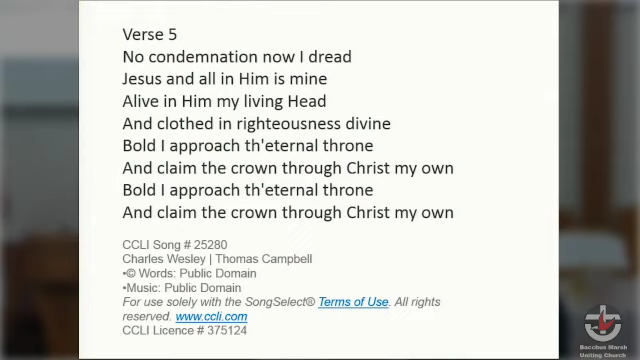 Verse 5
No condemnation now I dread
Jesus and all in Him is mine
Alive in Him my living Head
And clothed in righteousness divine
Bold I approach th'eternal throne
And claim the crown through Christ my own
Bold I approach th'eternal throne
And claim the crown through Christ my own
CCLI Song # 25280
Charles Wesley | Thomas Campbell
•© Words: Public Domain
•Music: Public Domain
For use solely with the SongSelect® Terms of Use. All rights
reserved. www.ccli.com
CCLI Licence # 375124
Bacchus Marsh
Uniting Church